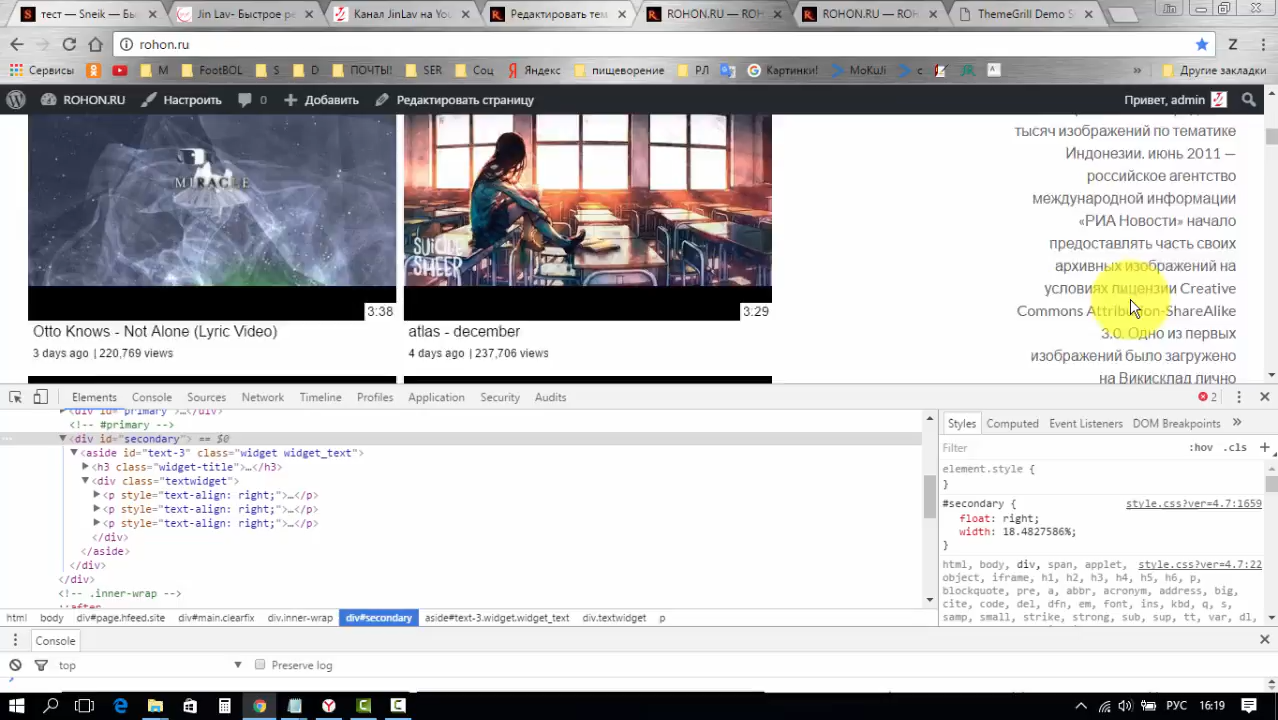 тест — Sneik — Бы
Jin Lav- Быстрое р
Канал JinLav на You
Редактировать тем
ROHON.RU — ROH
ROHON.RU — ROH
ThemeGrill Demo S
rohon.ru
Z
Сервисы
М
FootBOL
S
D
ПОЧТЫ!
SER
Соц
Яндекс
пищеворение
РЛ
Картинки!
MoKuJi
с
»
Другие закладки
ROHON.RU
Настроить
0
Добавить
Редактировать страницу
Привет, admin
MIRACLE
SUICIDE
SHEEP
3:38
3:29
Otto Knows - Not Alone (Lyric Video)
3 days ago | 220,769 views
atlas - december
4 days ago | 237,706 views
тысяч изображений по тематике
Индонезии. июнь 2011 —
российское агентство
международной информации
«РИА Новости» начало
предоставлять часть своих
архивных изображений на
условиях лицензии Creative
Commons Attribution-ShareAlike
3.0. Одно из первых
изображений было загружено
на Викисклад лично
Elements
Console
Sources
Network
Timeline
Profiles
Application
Security
Audits
2
<div id="primary">…</div>
<!-- #primary -->
<div id="secondary"> == $0
<aside id="text-3" class="widget widget_text">
<h3 class="widget-title">…</h3>
<div class="textwidget">
<p style="text-align: right;">…</p>
<p style="text-align: right;">…</p>
<p style="text-align: right;">…</p>
</div>
</aside>
</div>
</div>
<!-- .inner-wrap -->
::after
html
body
div#page.hfeed.site
div#main.clearfix
div.inner-wrap
div#secondary
aside#text-3.widget.widget_text
div.textwidget
p
Styles
Computed
Event Listeners
DOM Breakpoints
»
Filter
:hov
.cls
+
element.style {
}
#secondary {
style.css?ver=4.7:1659
float: right;
width: 18.4827586%;
}
html, body, div, span, applet,
style.css?ver=4.7:22
object, iframe, h1, h2, h3, h4, h5, h6, p,
blockquote, pre, a, abbr, acronym, address, big,
cite, code, del, dfn, em, font, ins, kbd, q, s,
samp, small, strike, strong, sub, sup, tt, var, dl,
Console
top
Preserve log
РУС
16:19